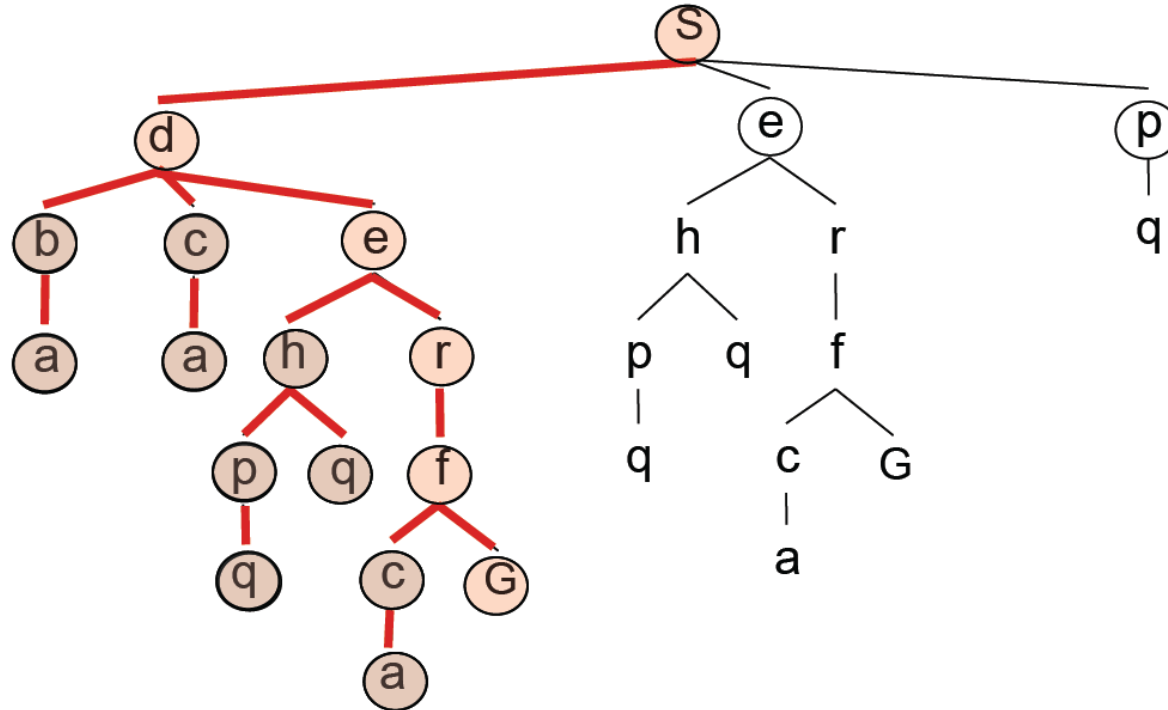 S
d e p
b c e h r q
a a h r p q f
p q f q c G
q c G a
a